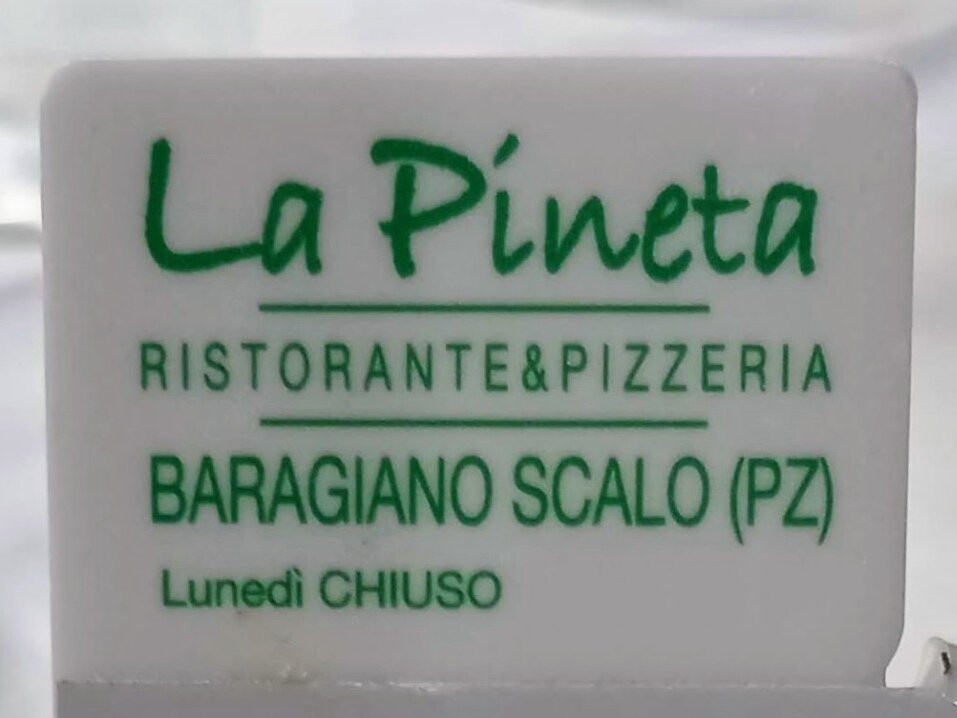 La Pineta
RISTORANTE&PIZZERIA
BARAGIANO SCALO (PZ)
Lunedì CHIUSO